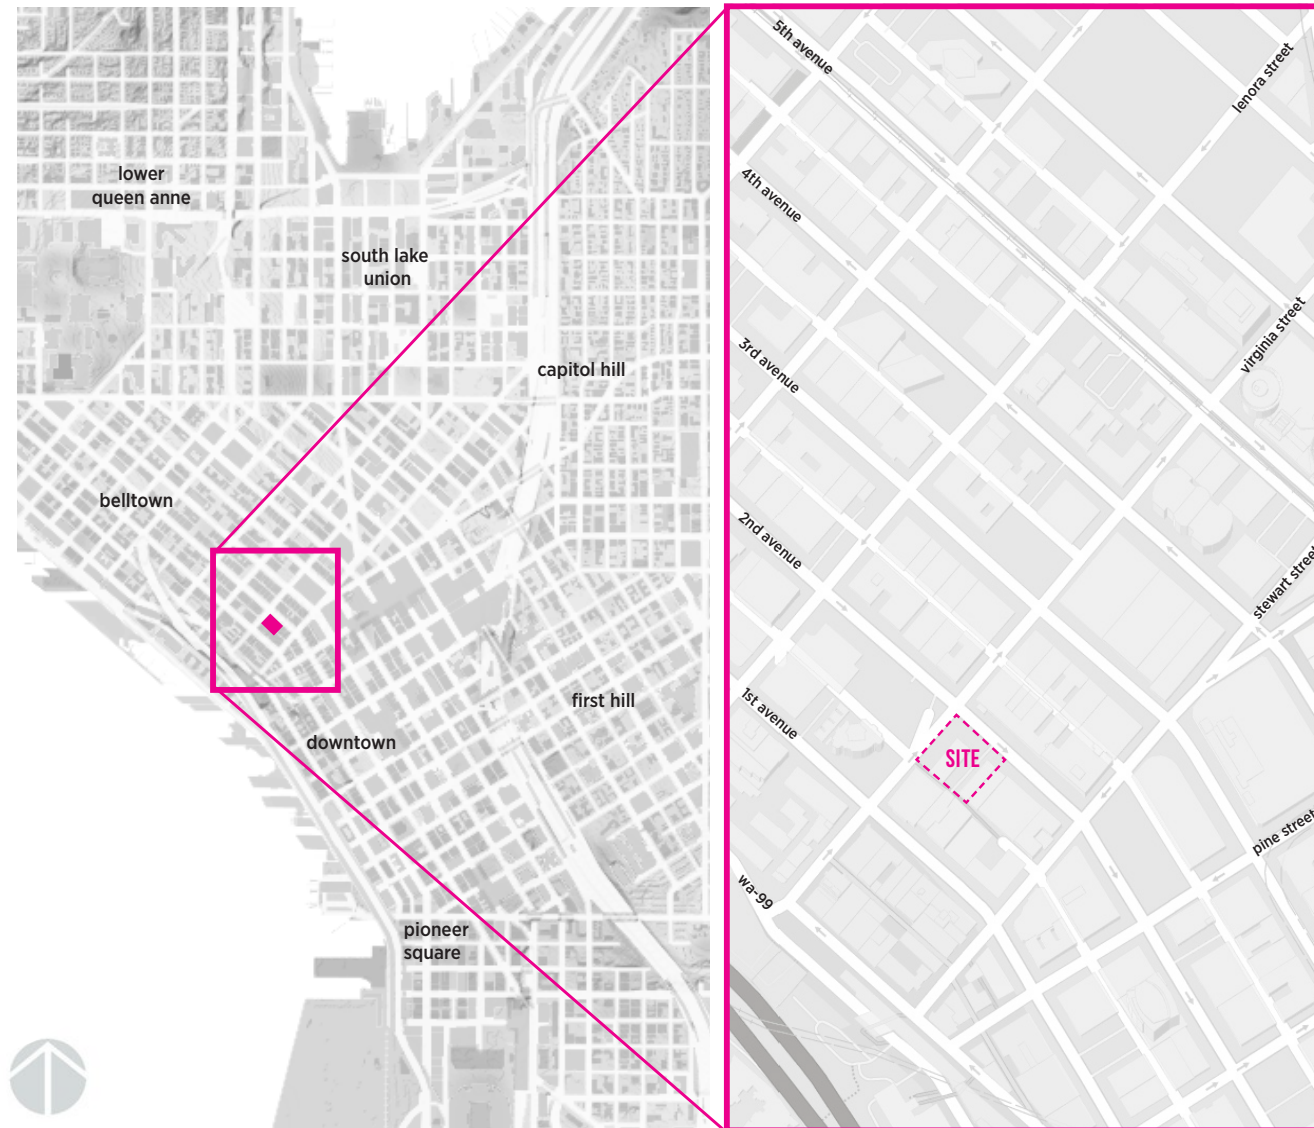 lower
queen anne
south lake
union
capitol hill
belltown
first hill
downtown
pioneer
square
5th avenue
lenora street
4th avenue
virginia street
3rd avenue
2nd avenue
stewart street
1st avenue
SITE
pine street
wa-99